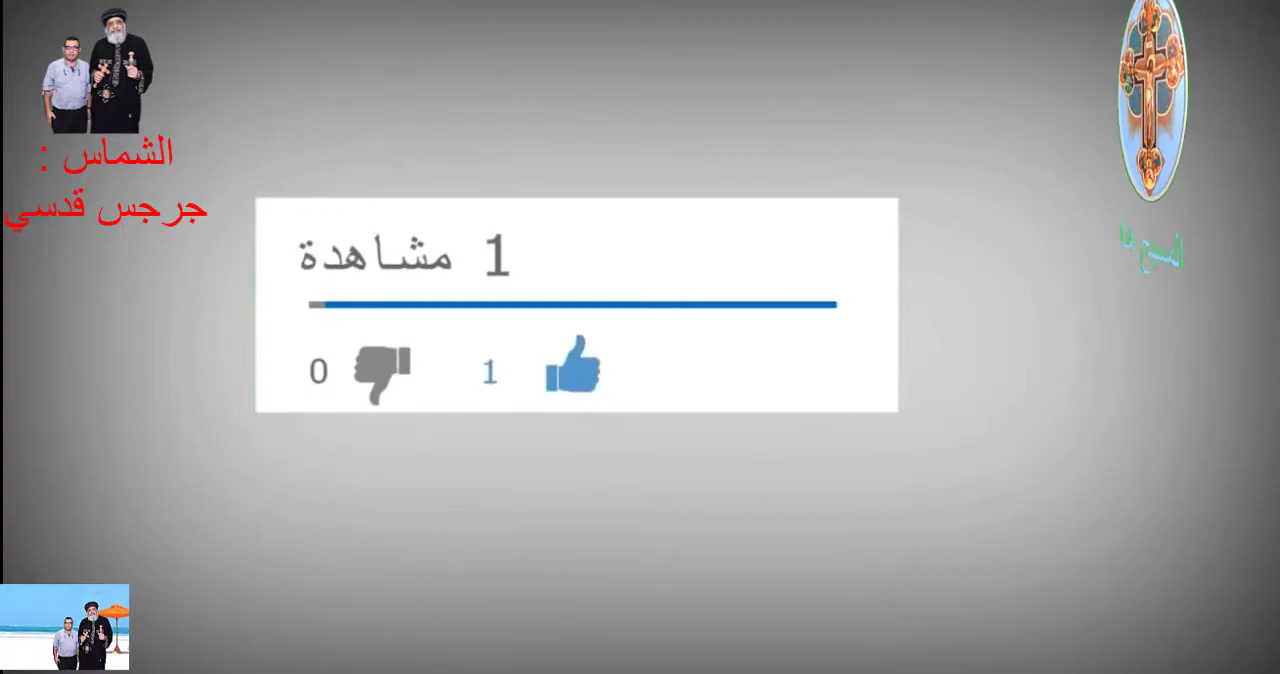 الشماس :
جرجس قدسي
1 مشاهدة
0 1